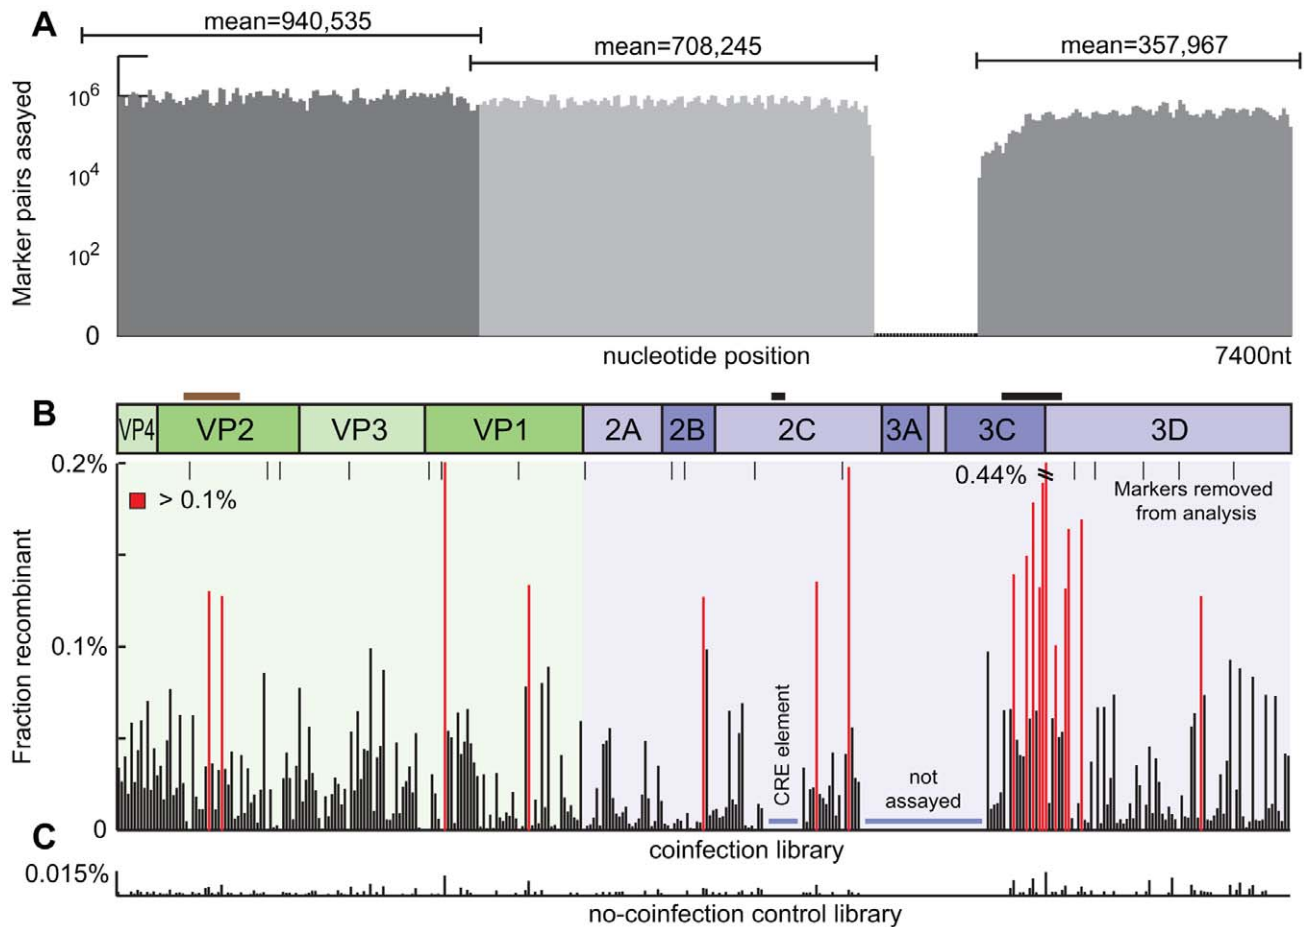 A
mean=940,535
mean=708,245
mean=357,967
Marker pairs assayed
10^6
10^4
10^2
0
nucleotide position
7400nt
B
VP4
VP2
VP3
VP1
2A
2B
2C
3A
3C
3D
0.2%
> 0.1%
0.44%
Markers removed
from analysis
Fraction recombinant
0.1%
CRE element
not
assayed
0
coinfection library
C
0.015%
no-coinfection control library